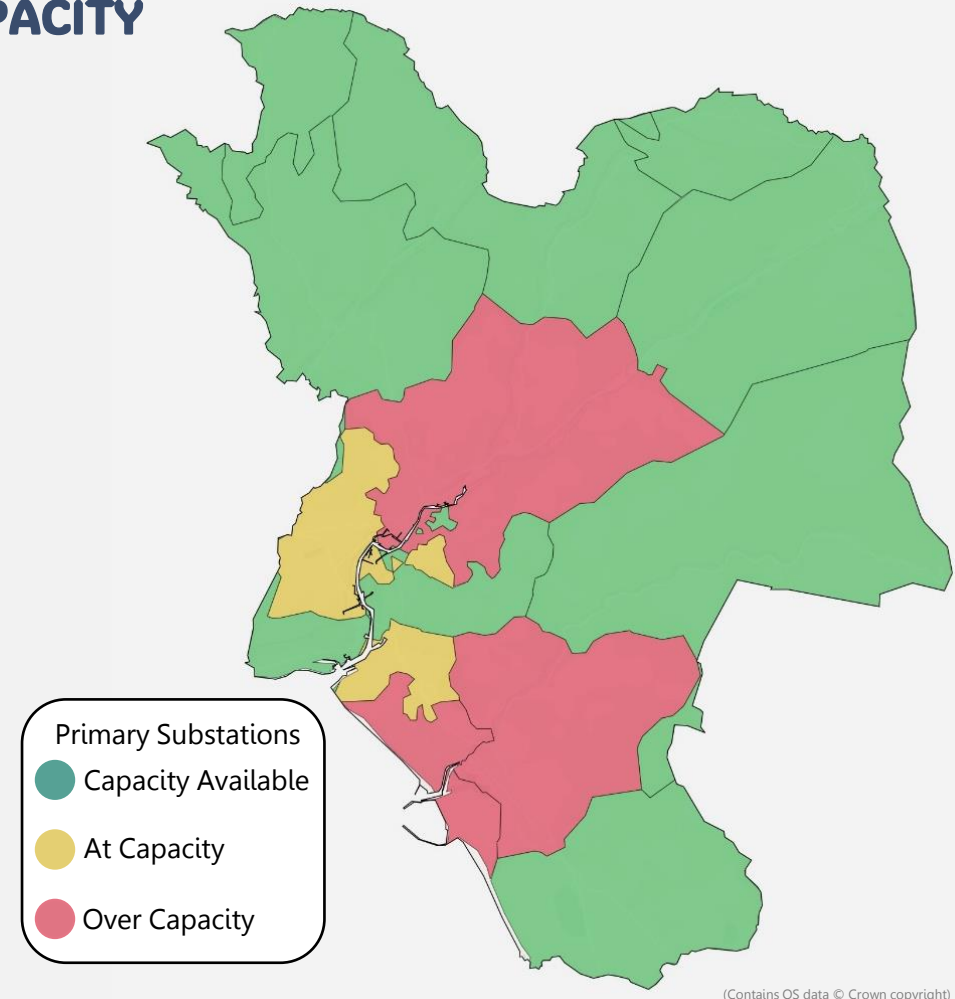 PACITY
Primary Substations
Capacity Available
At Capacity
Over Capacity
(Contains OS data © Crown copyright)